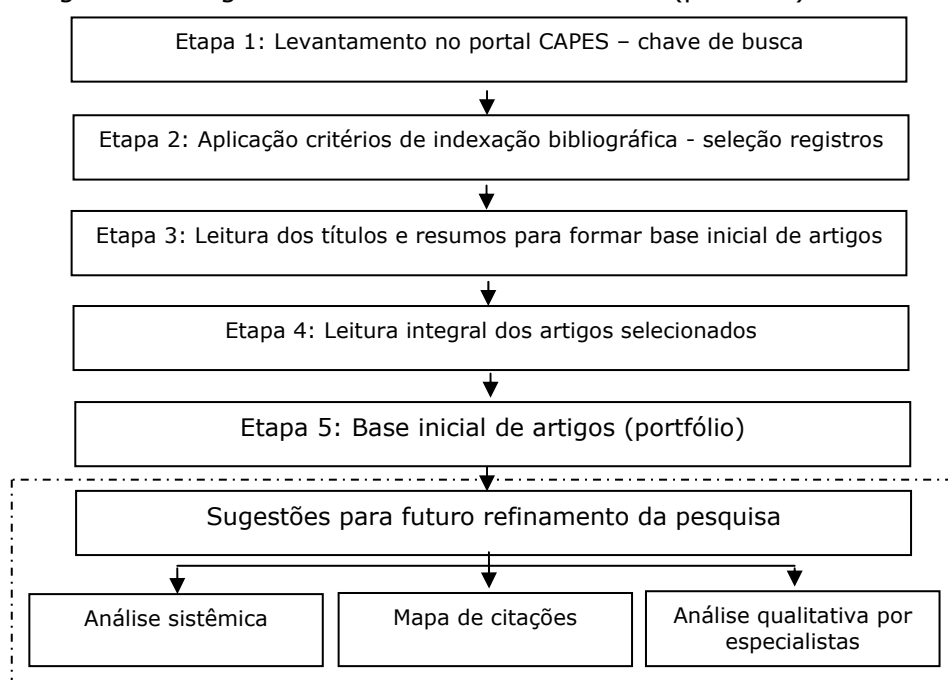 Etapa 1: Levantamento no portal CAPES – chave de busca
Etapa 2: Aplicação critérios de indexação bibliográfica - seleção registros
Etapa 3: Leitura dos títulos e resumos para formar base inicial de artigos
Etapa 4: Leitura integral dos artigos selecionados
Etapa 5: Base inicial de artigos (portfólio)
Sugestões para futuro refinamento da pesquisa
Análise sistêmica
Mapa de citações
Análise qualitativa por
especialistas